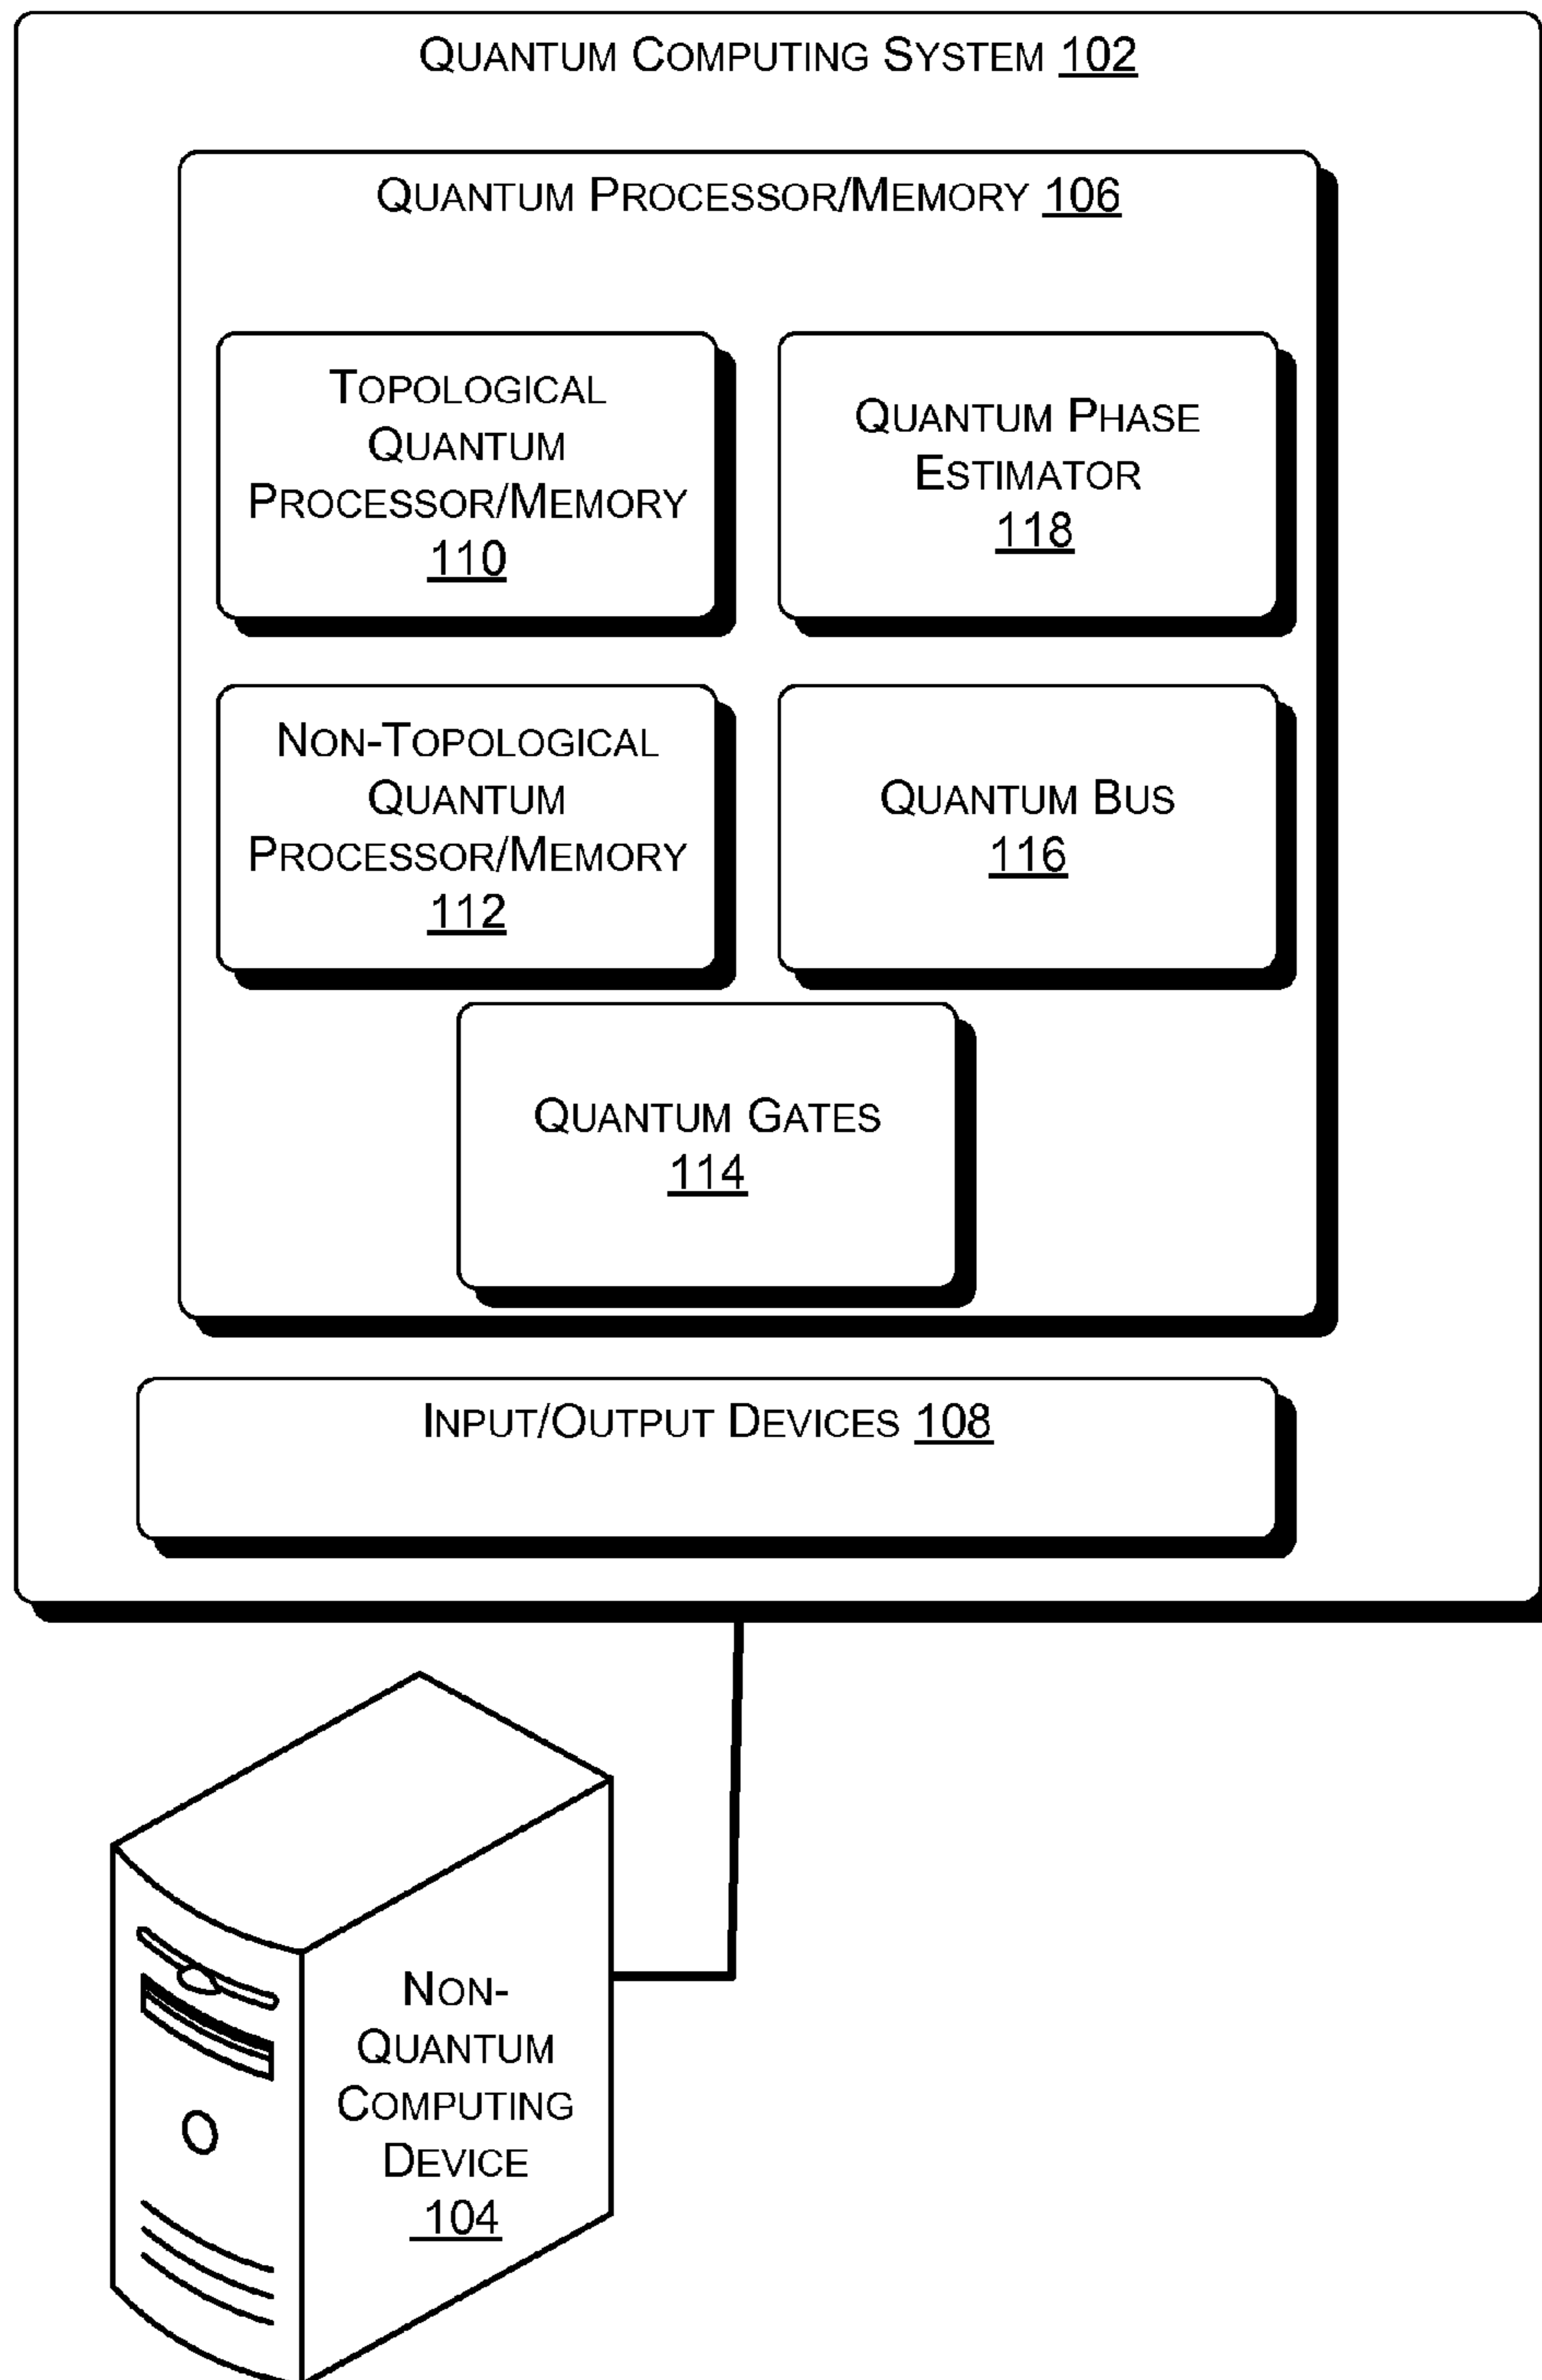 QUANTUM COMPUTING SYSTEM 102
QUANTUM PROCESSOR/MEMORY 106
TOPOLOGICAL
QUANTUM
PROCESSOR/MEMORY
110
QUANTUM PHASE
ESTIMATOR
118
NON-TOPOLOGICAL
QUANTUM
PROCESSOR/MEMORY
112
QUANTUM BUS
116
QUANTUM GATES
114
INPUT/OUTPUT DEVICES 108
NON-
QUANTUM
COMPUTING
DEVICE
104